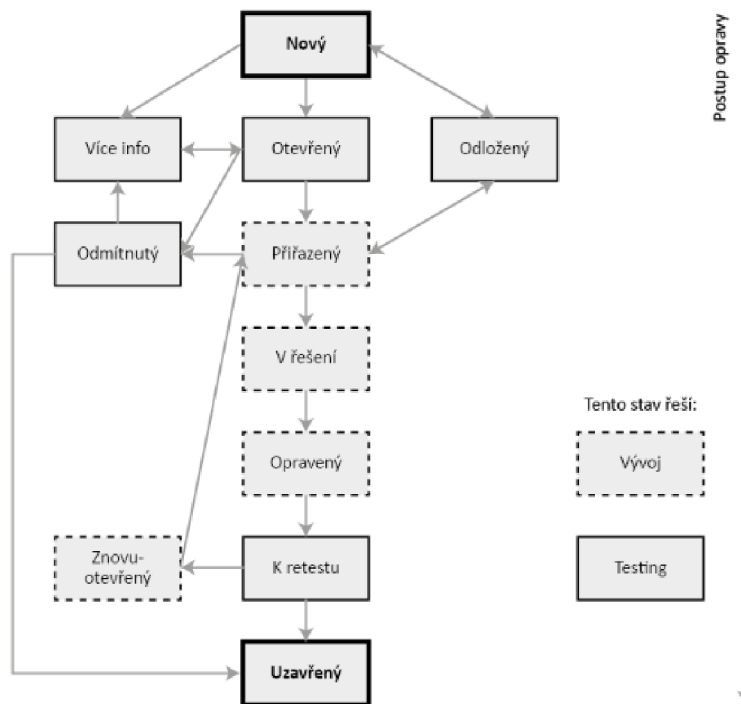 Nový
Postup opravy
Více info
Otevřený
Odložený
Odmítnutý
Přiřazený
V řešení
Tento stav řeší:
Opravený
Vývoj
Znovu-
otevřený
K retestu
Testing
Uzavřený